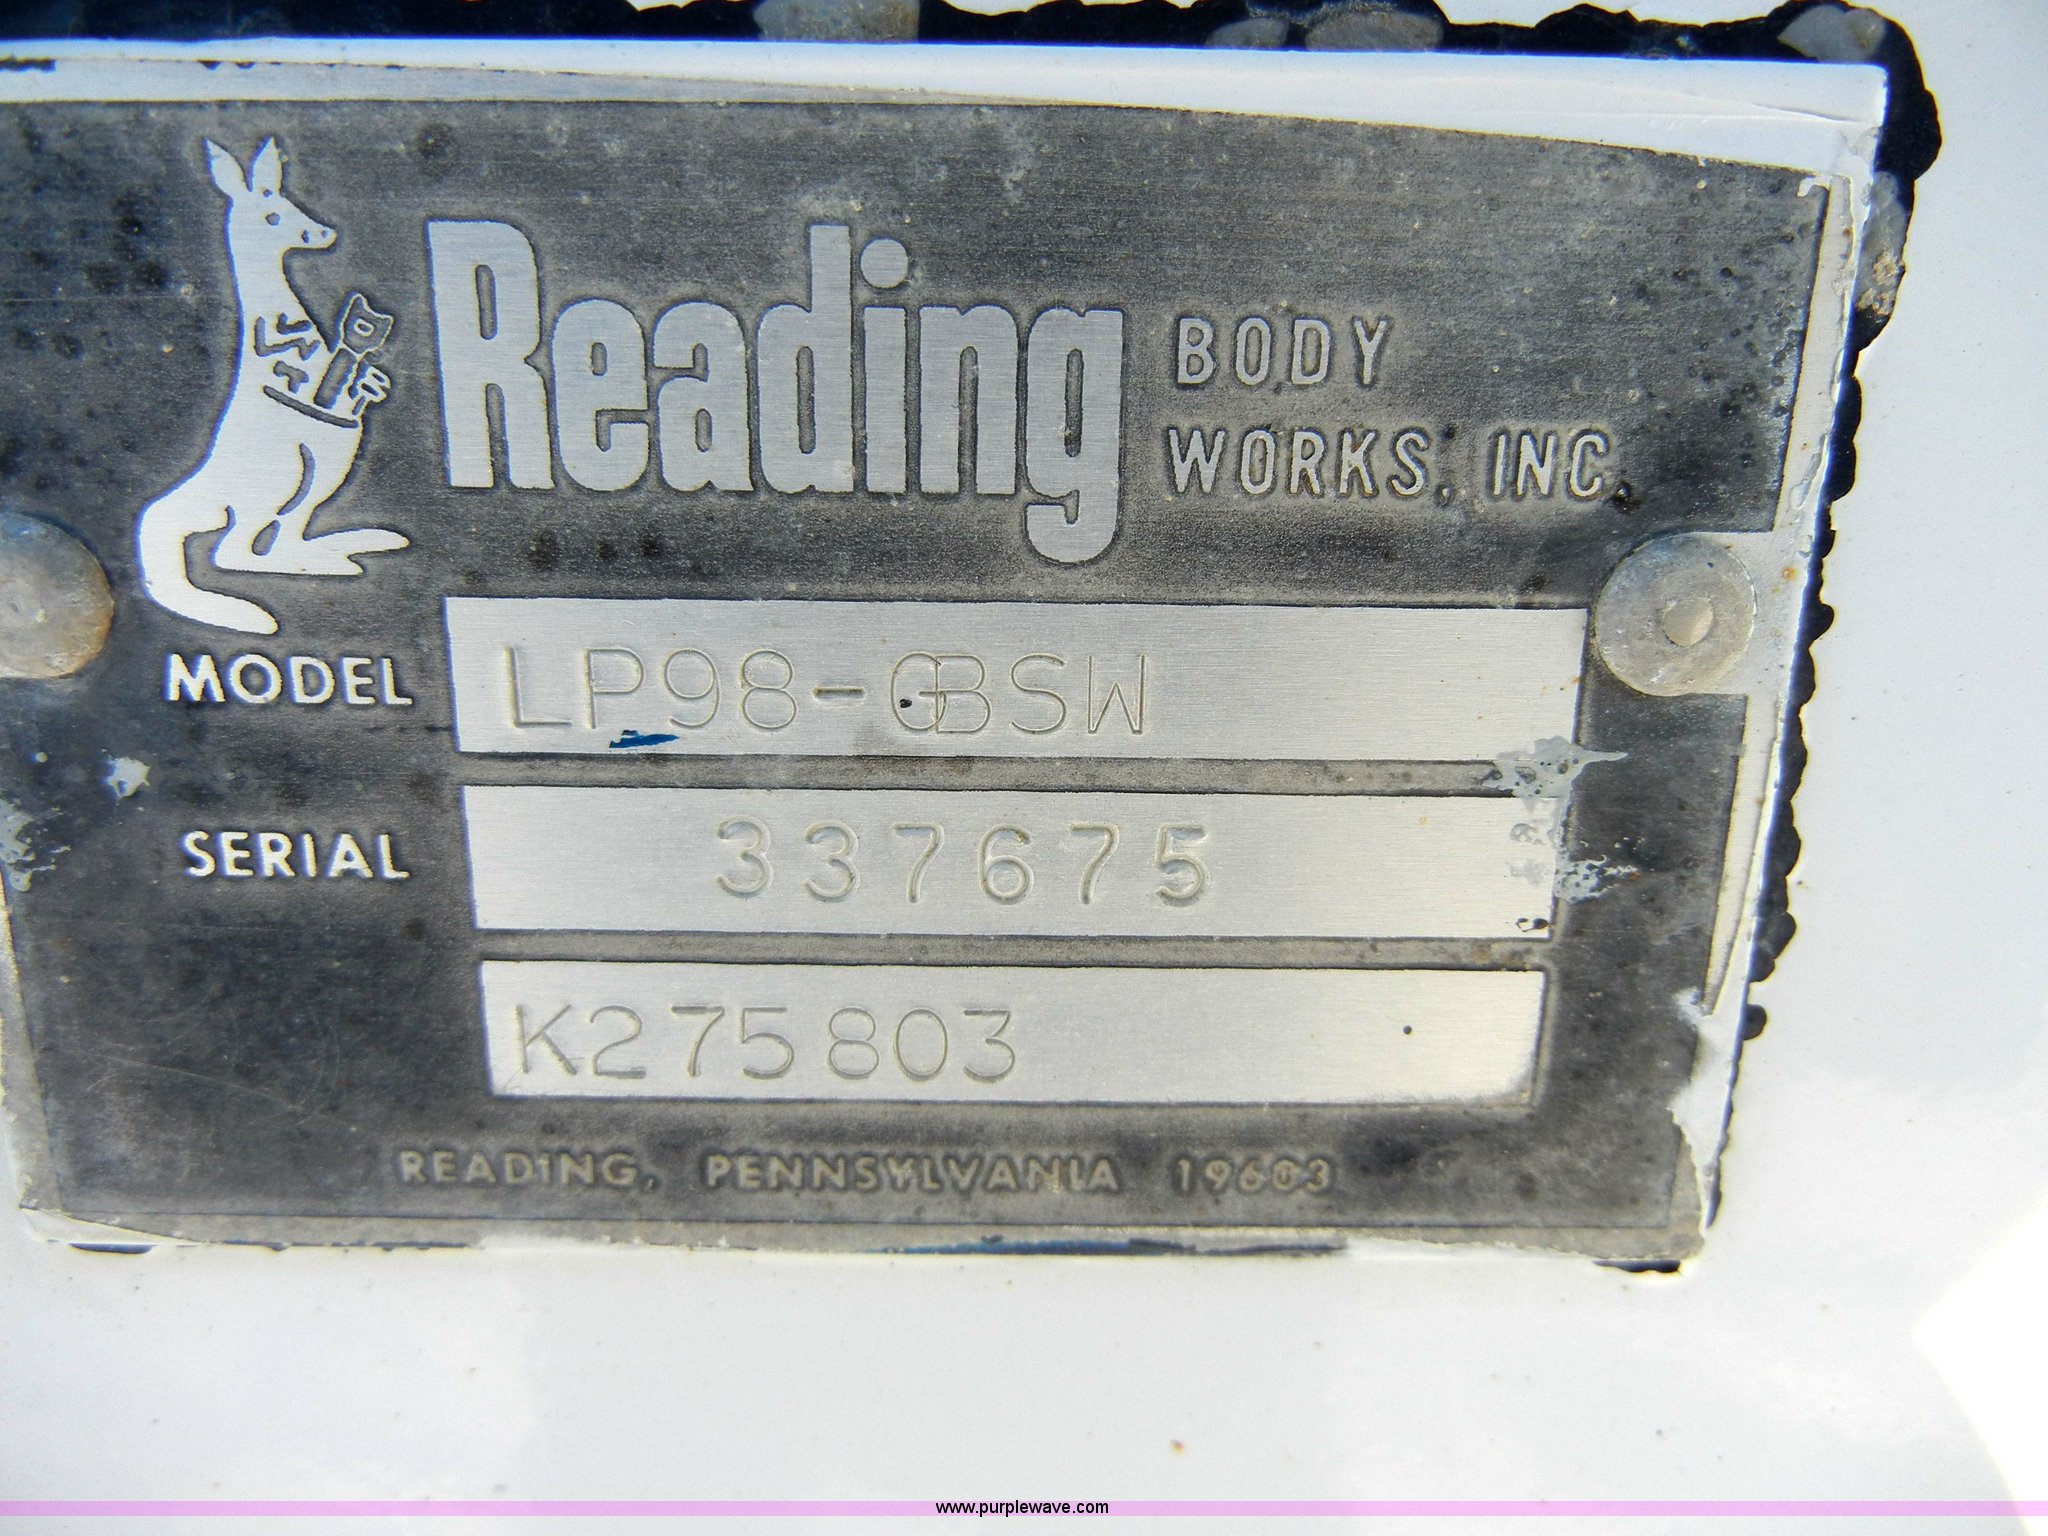 Reading BODY
WORKS, INC.
MODEL LP98-GBSW
SERIAL 337675
K275803
READING, PENNSYLVANIA 19603
www.purplewave.com